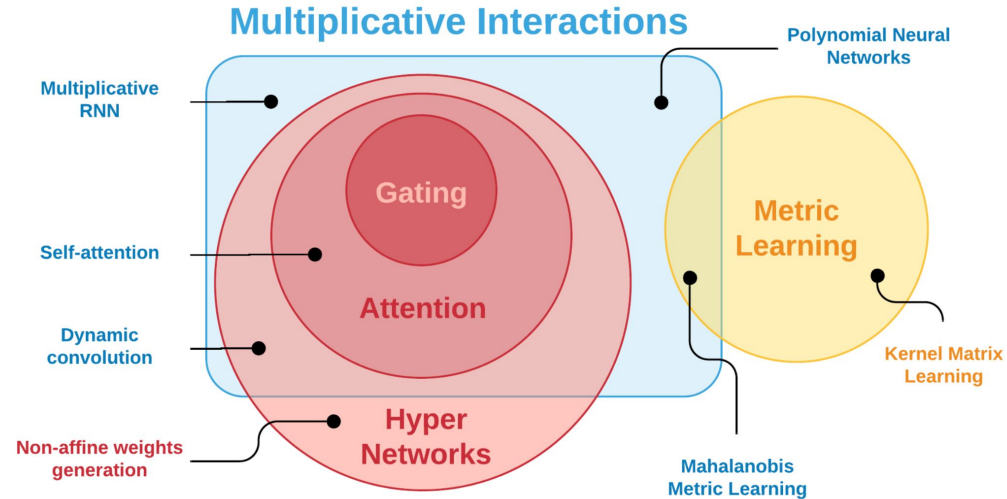 Multiplicative Interactions
Polynomial Neural
Networks
Multiplicative
RNN
Gating
Metric
Learning
Self-attention
Attention
Dynamic
convolution
Kernel Matrix
Learning
Hyper
Networks
Non-affine weights
generation
Mahalanobis
Metric Learning